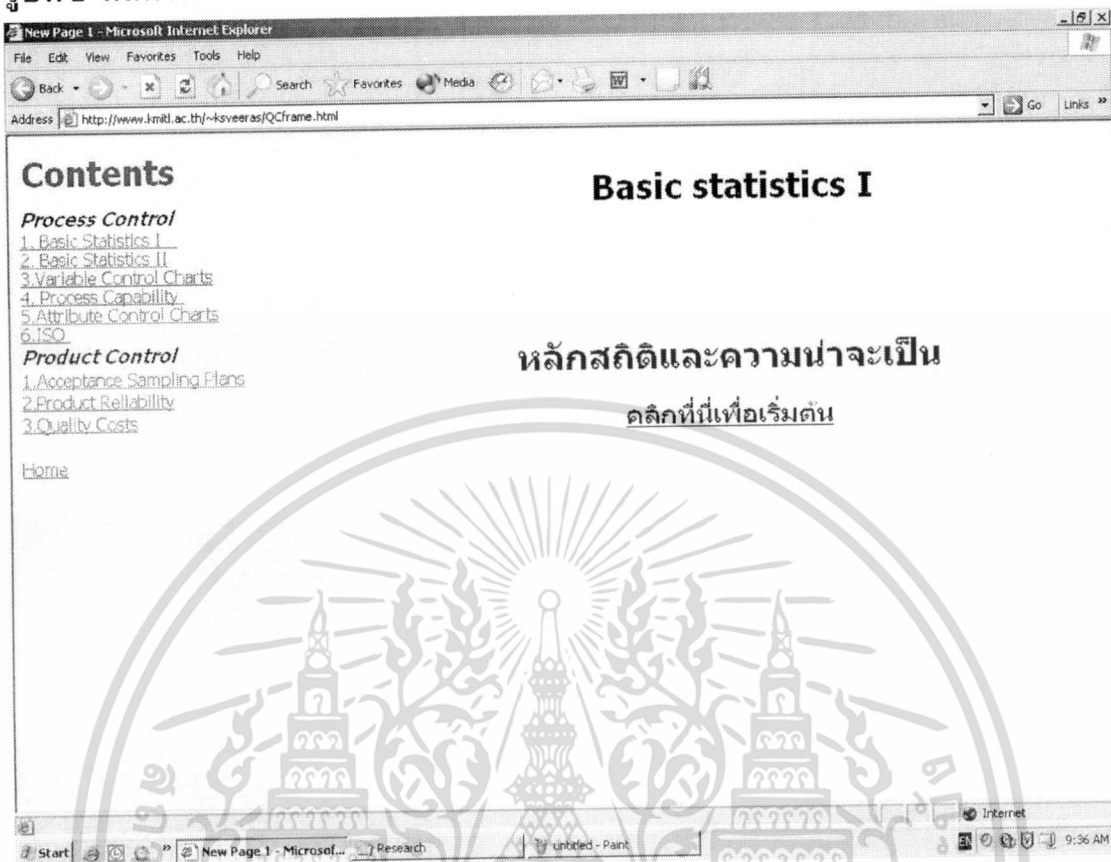 New Page 1 - Microsoft Internet Explorer
File Edit View Favorites Tools Help
Back Search Favorites Media
Address http://www.kmitl.ac.th/~ksveeras/QCframe.html Go Links »
Contents
Process Control
1. Basic Statistics I
2. Basic Statistics II
3.Variable Control Charts
4. Process Capability
5.Attribute Control Charts
6.ISO
Product Control
1.Acceptance Sampling Plans
2.Product Reliability
3.Quality Costs
Home
Basic statistics I
หลักสถิติและความน่าจะเป็น
คลิกที่นี่เพื่อเริ่มต้น
Internet
Start » New Page 1 - Microsof... Research untitled - Paint EN 9:36 AM